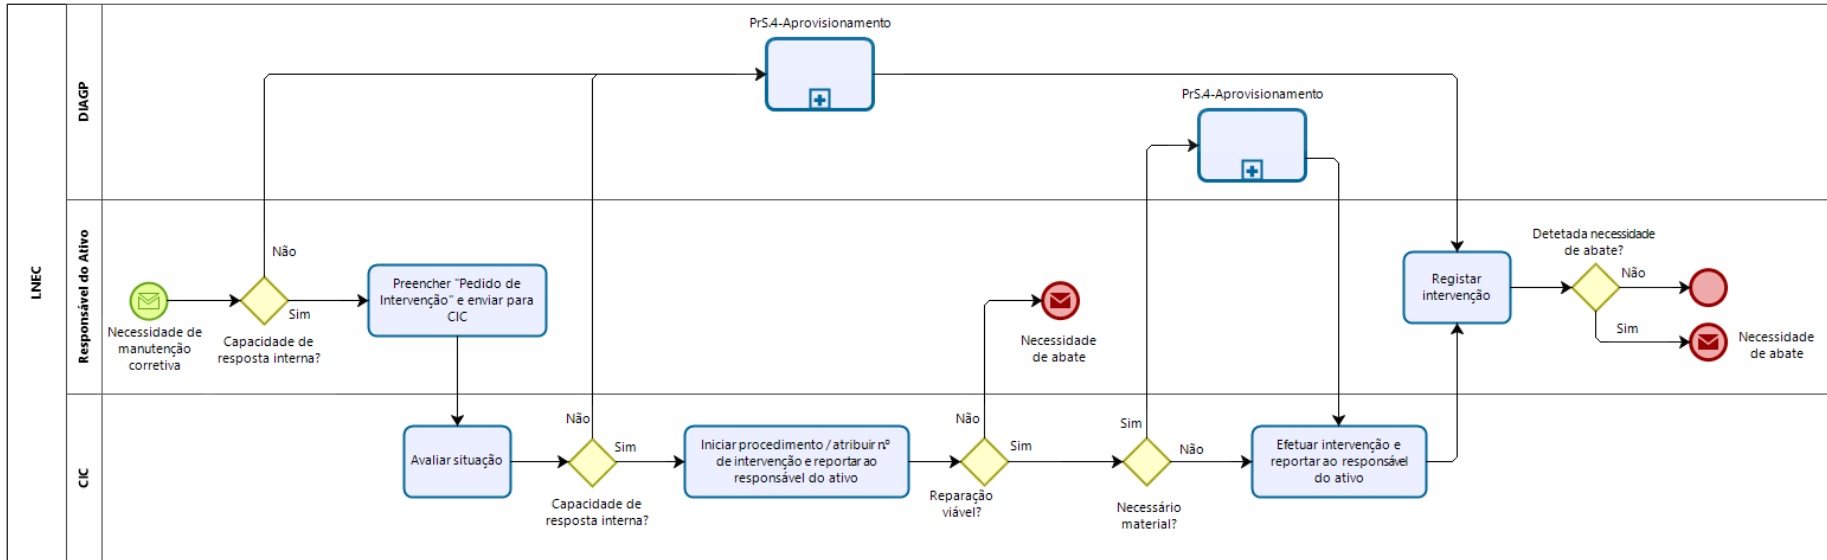 LNEC
DIAGP
PrS.4-Aprovisionamento
PrS.4-Aprovisionamento
Responsável do Ativo
Necessidade de
manutenção
corretiva
Não
Sim
Capacidade de
resposta interna?
Preencher "Pedido de
Intervenção" e enviar para
CIC
Necessidade
de abate
Registar
intervenção
Detetada necessidade
de abate?
Não
Sim
Necessidade
de abate
CIC
Avaliar situação
Não
Sim
Capacidade de
resposta interna?
Iniciar procedimento / atribuir nº
de intervenção e reportar ao
responsável do ativo
Não
Sim
Reparação
viável?
Sim
Não
Necessário
material?
Efetuar intervenção e
reportar ao responsável
do ativo